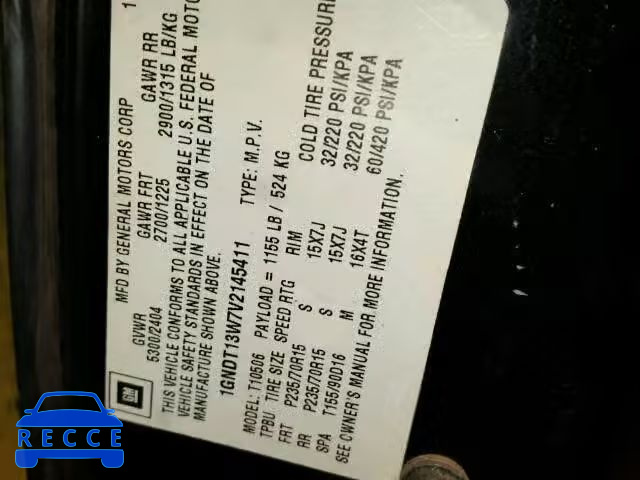 MFD BY GENERAL MOTORS CORP 1
GVWR GAWR FRT GAWR RR
5300/2404 2700/1225 2900/1315 LB/KG
THIS VEHICLE CONFORMS TO ALL APPLICABLE U.S. FEDERAL MOTO
VEHICLE SAFETY STANDARDS IN EFFECT ON THE DATE OF
MANUFACTURE SHOWN ABOVE.
1GNDT13W7V2145411 TYPE: M.P.V.
MODEL: T10506 PAYLOAD = 1155 LB / 524 KG
TPBU TIRE SIZE SPEED RTG RIM COLD TIRE PRESSURE
FRT P235/70R15 S 15X7J 32/220 PSI/KPA
RR P235/70R15 S 15X7J 32/220 PSI/KPA
SPA T155/90D16 M 16X4T 60/420 PSI/KPA
SEE OWNER'S MANUAL FOR MORE INFORMATION.
GM
RECCE